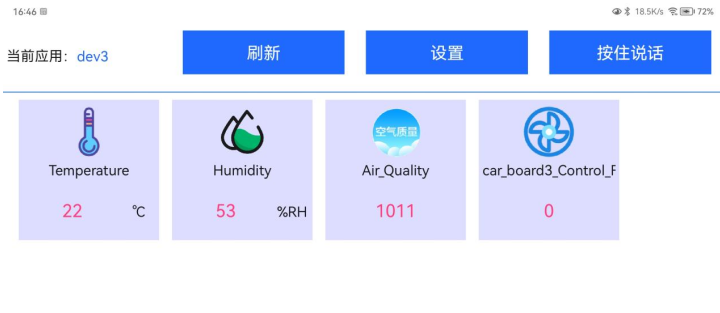 16:46
18.5K/s 72%
当前应用：dev3
刷新
设置
按住说话
空气质量
Temperature
Humidity
Air_Quality
car_board3_Control_F
22 ℃
53 %RH
1011
0